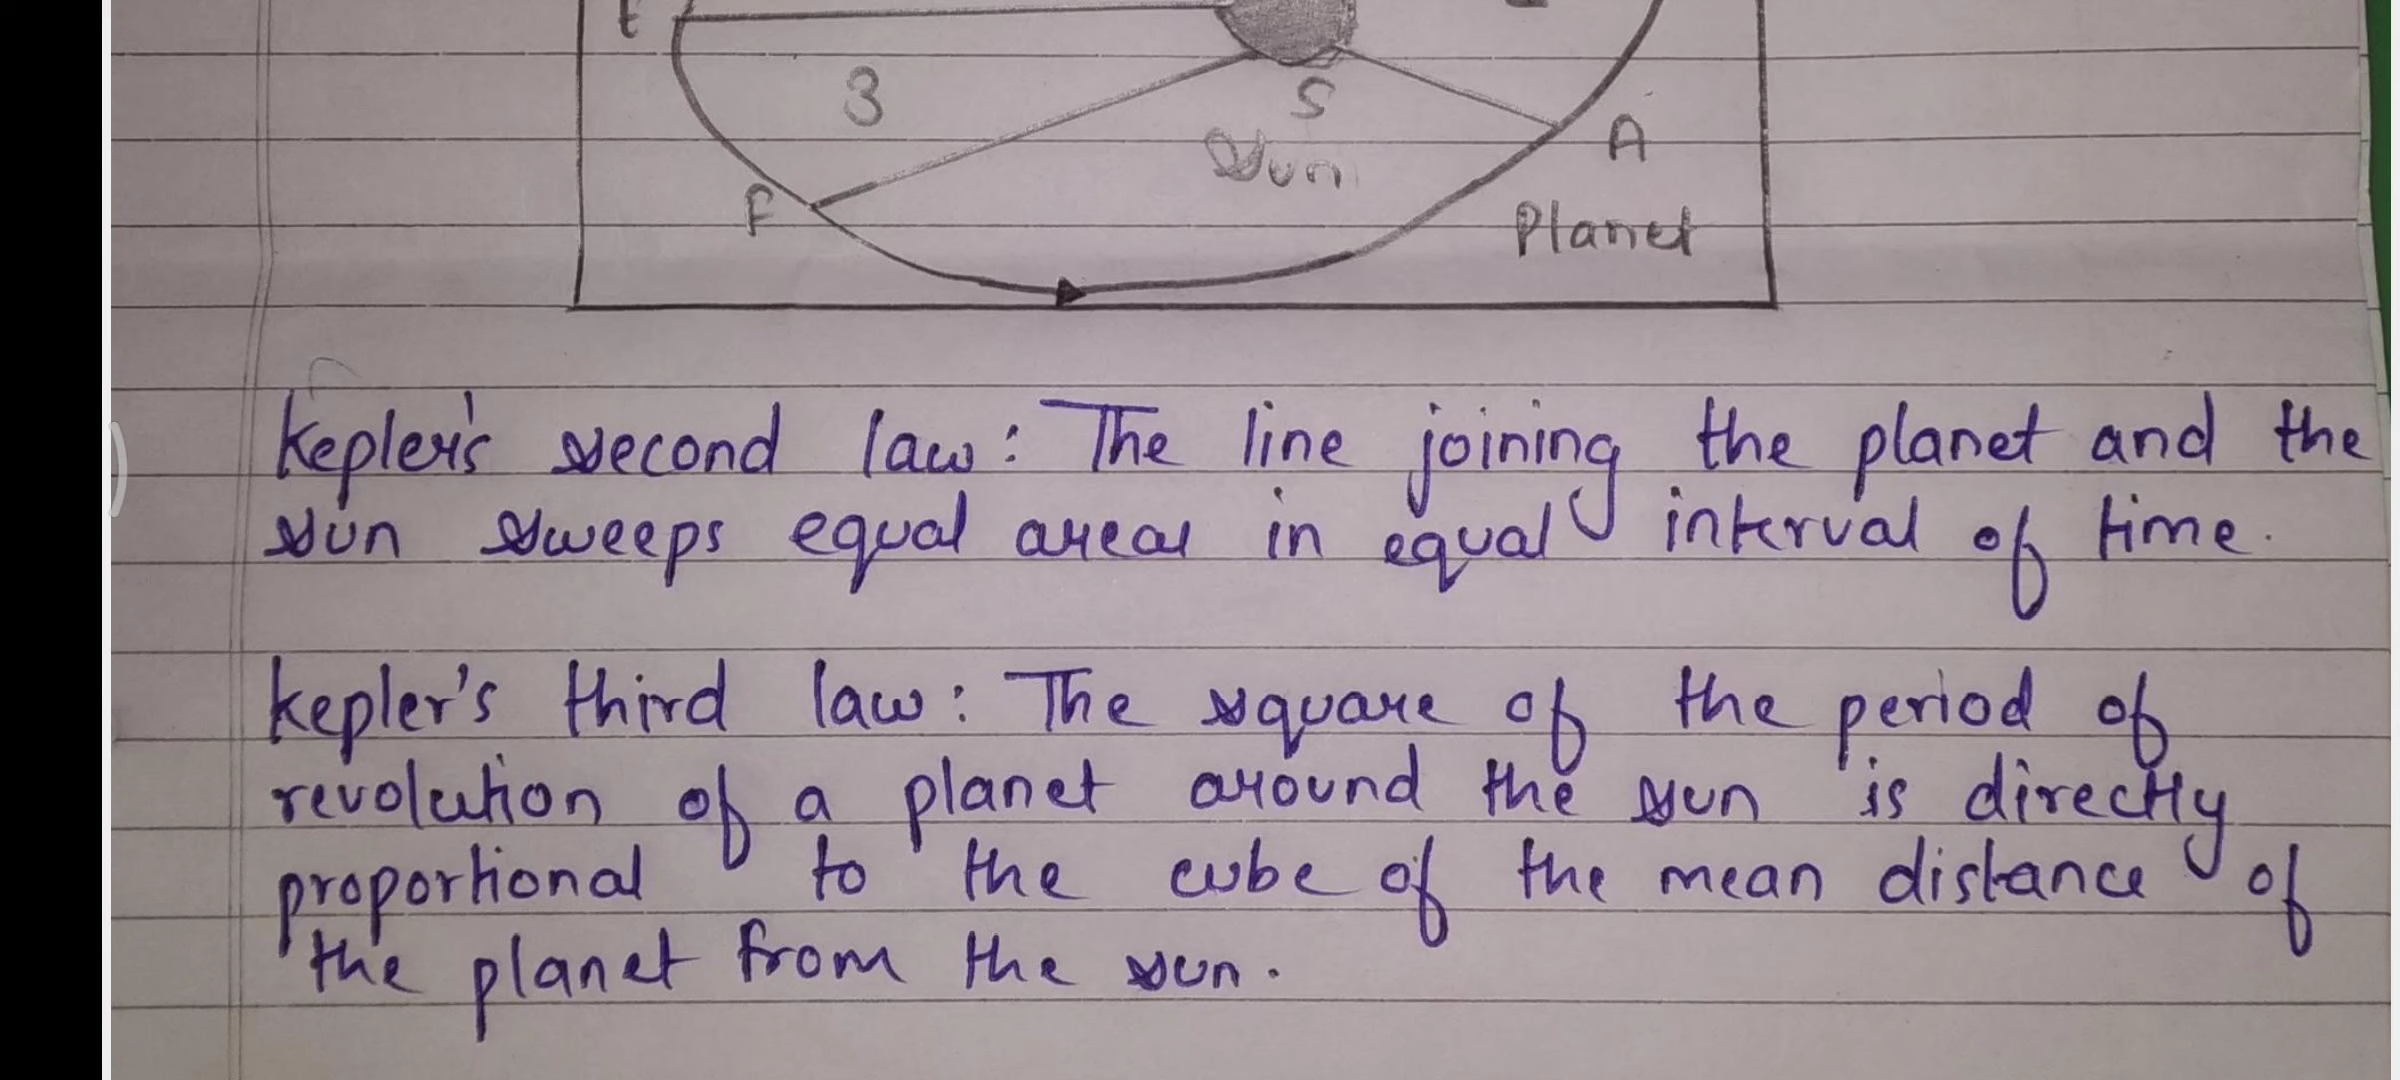 E
3
S
Sun
A
F
Planet
Kepler's second law: The line joining the planet and the
sun sweeps equal areas in equal interval of time.
Kepler's third law: The square of the period of
revolution of a planet around the sun is directly
proportional to the cube of the mean distance of
the planet from the sun.